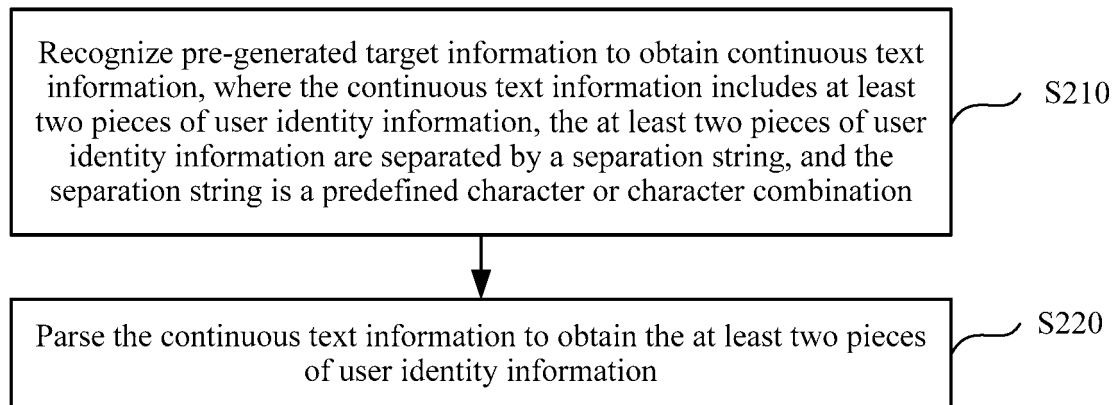 Recognize pre-generated target information to obtain continuous text
information, where the continuous text information includes at least
two pieces of user identity information, the at least two pieces of user
identity information are separated by a separation string, and the
separation string is a predefined character or character combination
S210
Parse the continuous text information to obtain the at least two pieces
of user identity information
S220